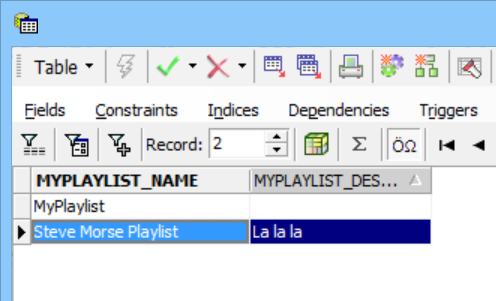 Table
Fields Constraints Indices Dependencies Triggers
Record: 2 Σ ÖΩ
MYPLAYLIST_NAME MYPLAYLIST_DES...
MyPlaylist
Steve Morse Playlist La la la